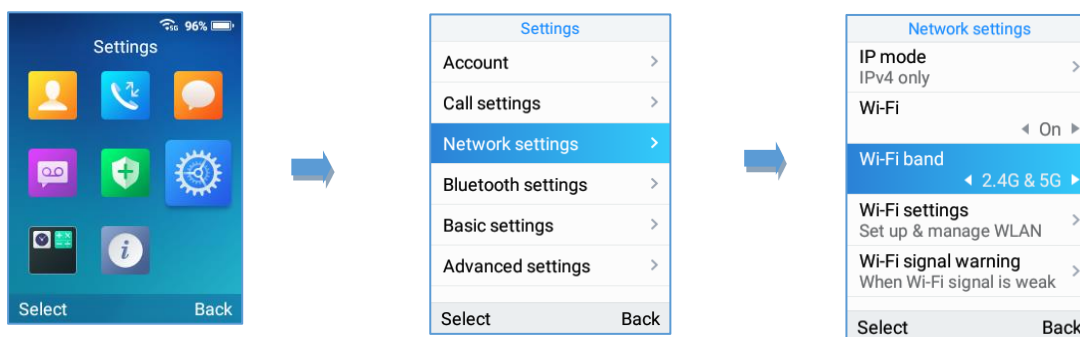 5G 96%
Settings
Select Back
Settings
Account
Call settings
Network settings
Bluetooth settings
Basic settings
Advanced settings
Select Back
Network settings
IP mode
IPv4 only
Wi-Fi
On
Wi-Fi band
2.4G & 5G
Wi-Fi settings
Set up & manage WLAN
Wi-Fi signal warning
When Wi-Fi signal is weak
Select Back